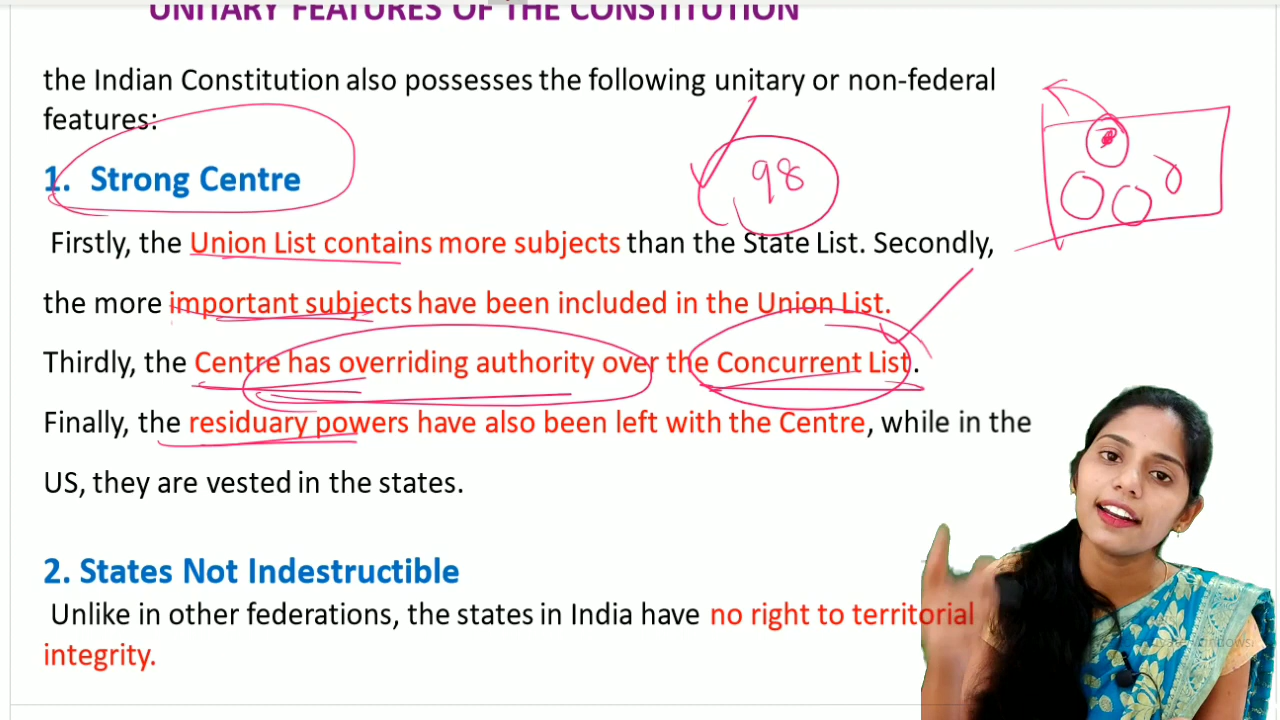 UNITARY FEATURES OF THE CONSTITUTION
the Indian Constitution also possesses the following unitary or non-federal
features:
1. Strong Centre
98
Firstly, the Union List contains more subjects than the State List. Secondly,
the more important subjects have been included in the Union List.
Thirdly, the Centre has overriding authority over the Concurrent List.
Finally, the residuary powers have also been left with the Centre, while in the
US, they are vested in the states.
2. States Not Indestructible
Unlike in other federations, the states in India have no right to territorial
integrity.